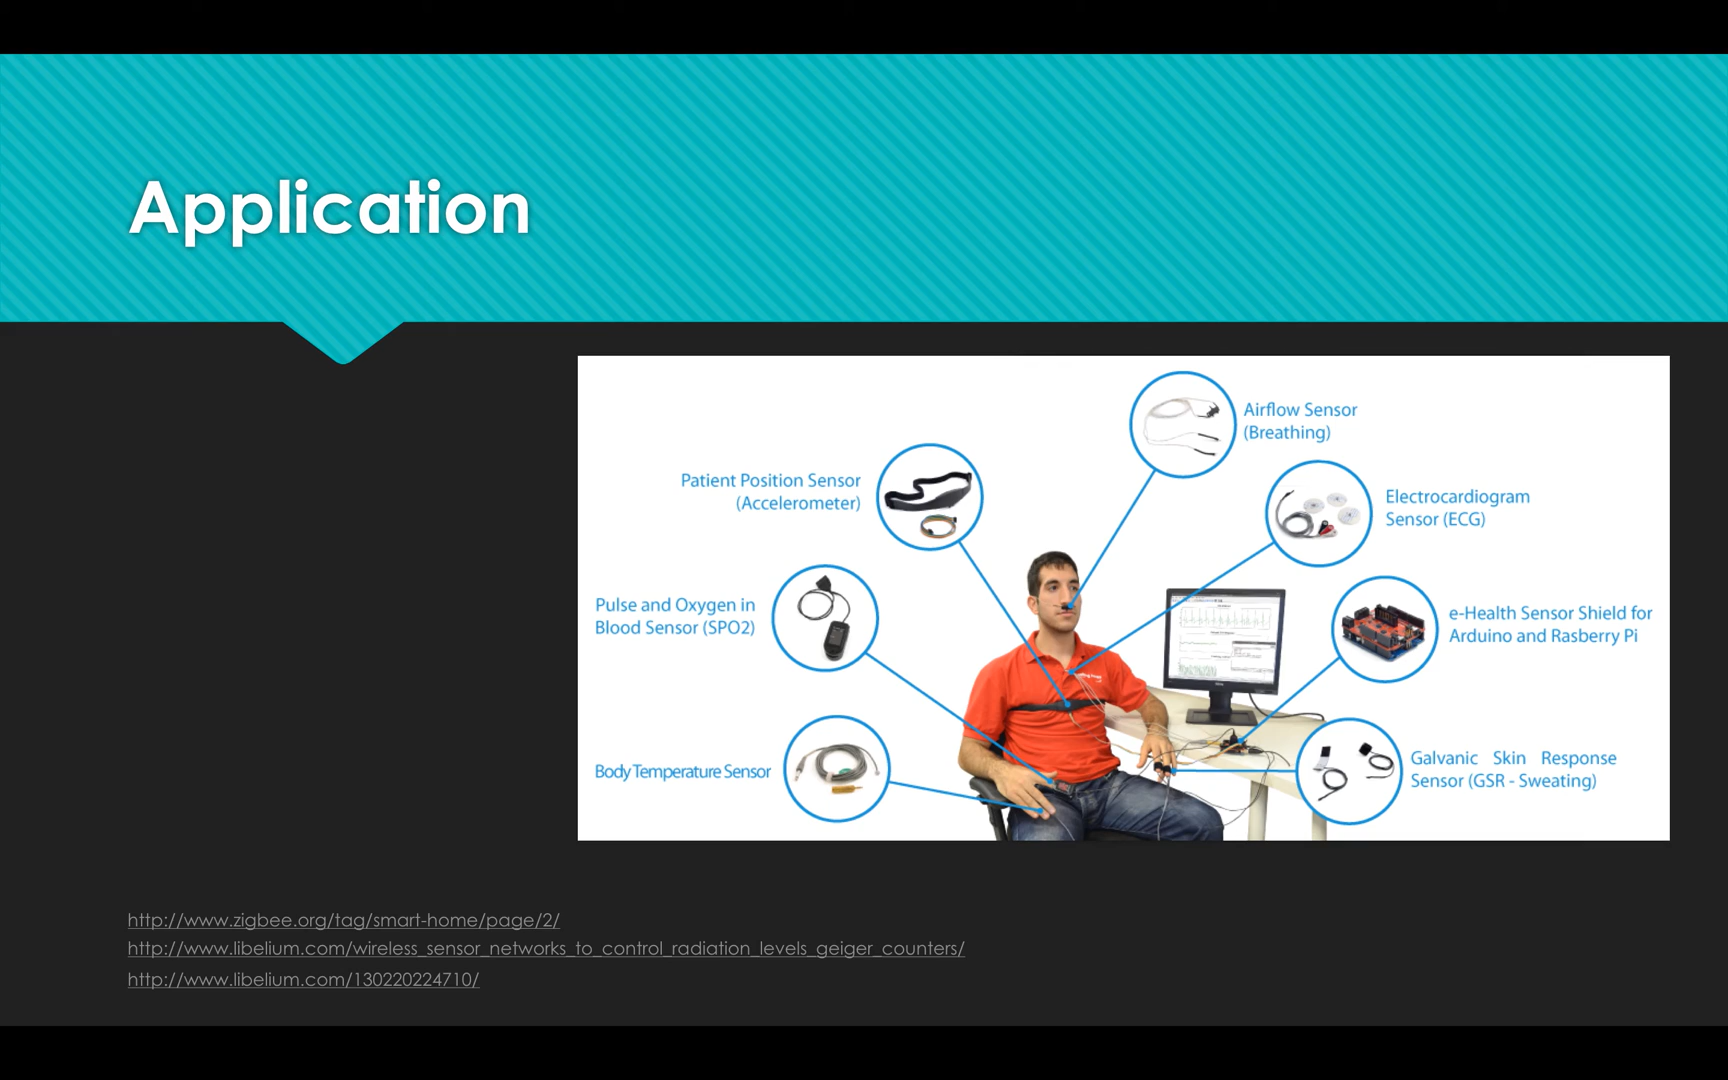 Application
Airflow Sensor
(Breathing)
Patient Position Sensor
(Accelerometer)
Electrocardiogram
Sensor (ECG)
Pulse and Oxygen in
Blood Sensor (SPO2)
e-Health Sensor Shield for
Arduino and Rasberry Pi
Body Temperature Sensor
Galvanic Skin Response
Sensor (GSR - Sweating)
http://www.zigbee.org/tag/smart-home/page/2/
http://www.libelium.com/wireless_sensor_networks_to_control_radiation_levels_geiger_counters/
http://www.libelium.com/130220224710/